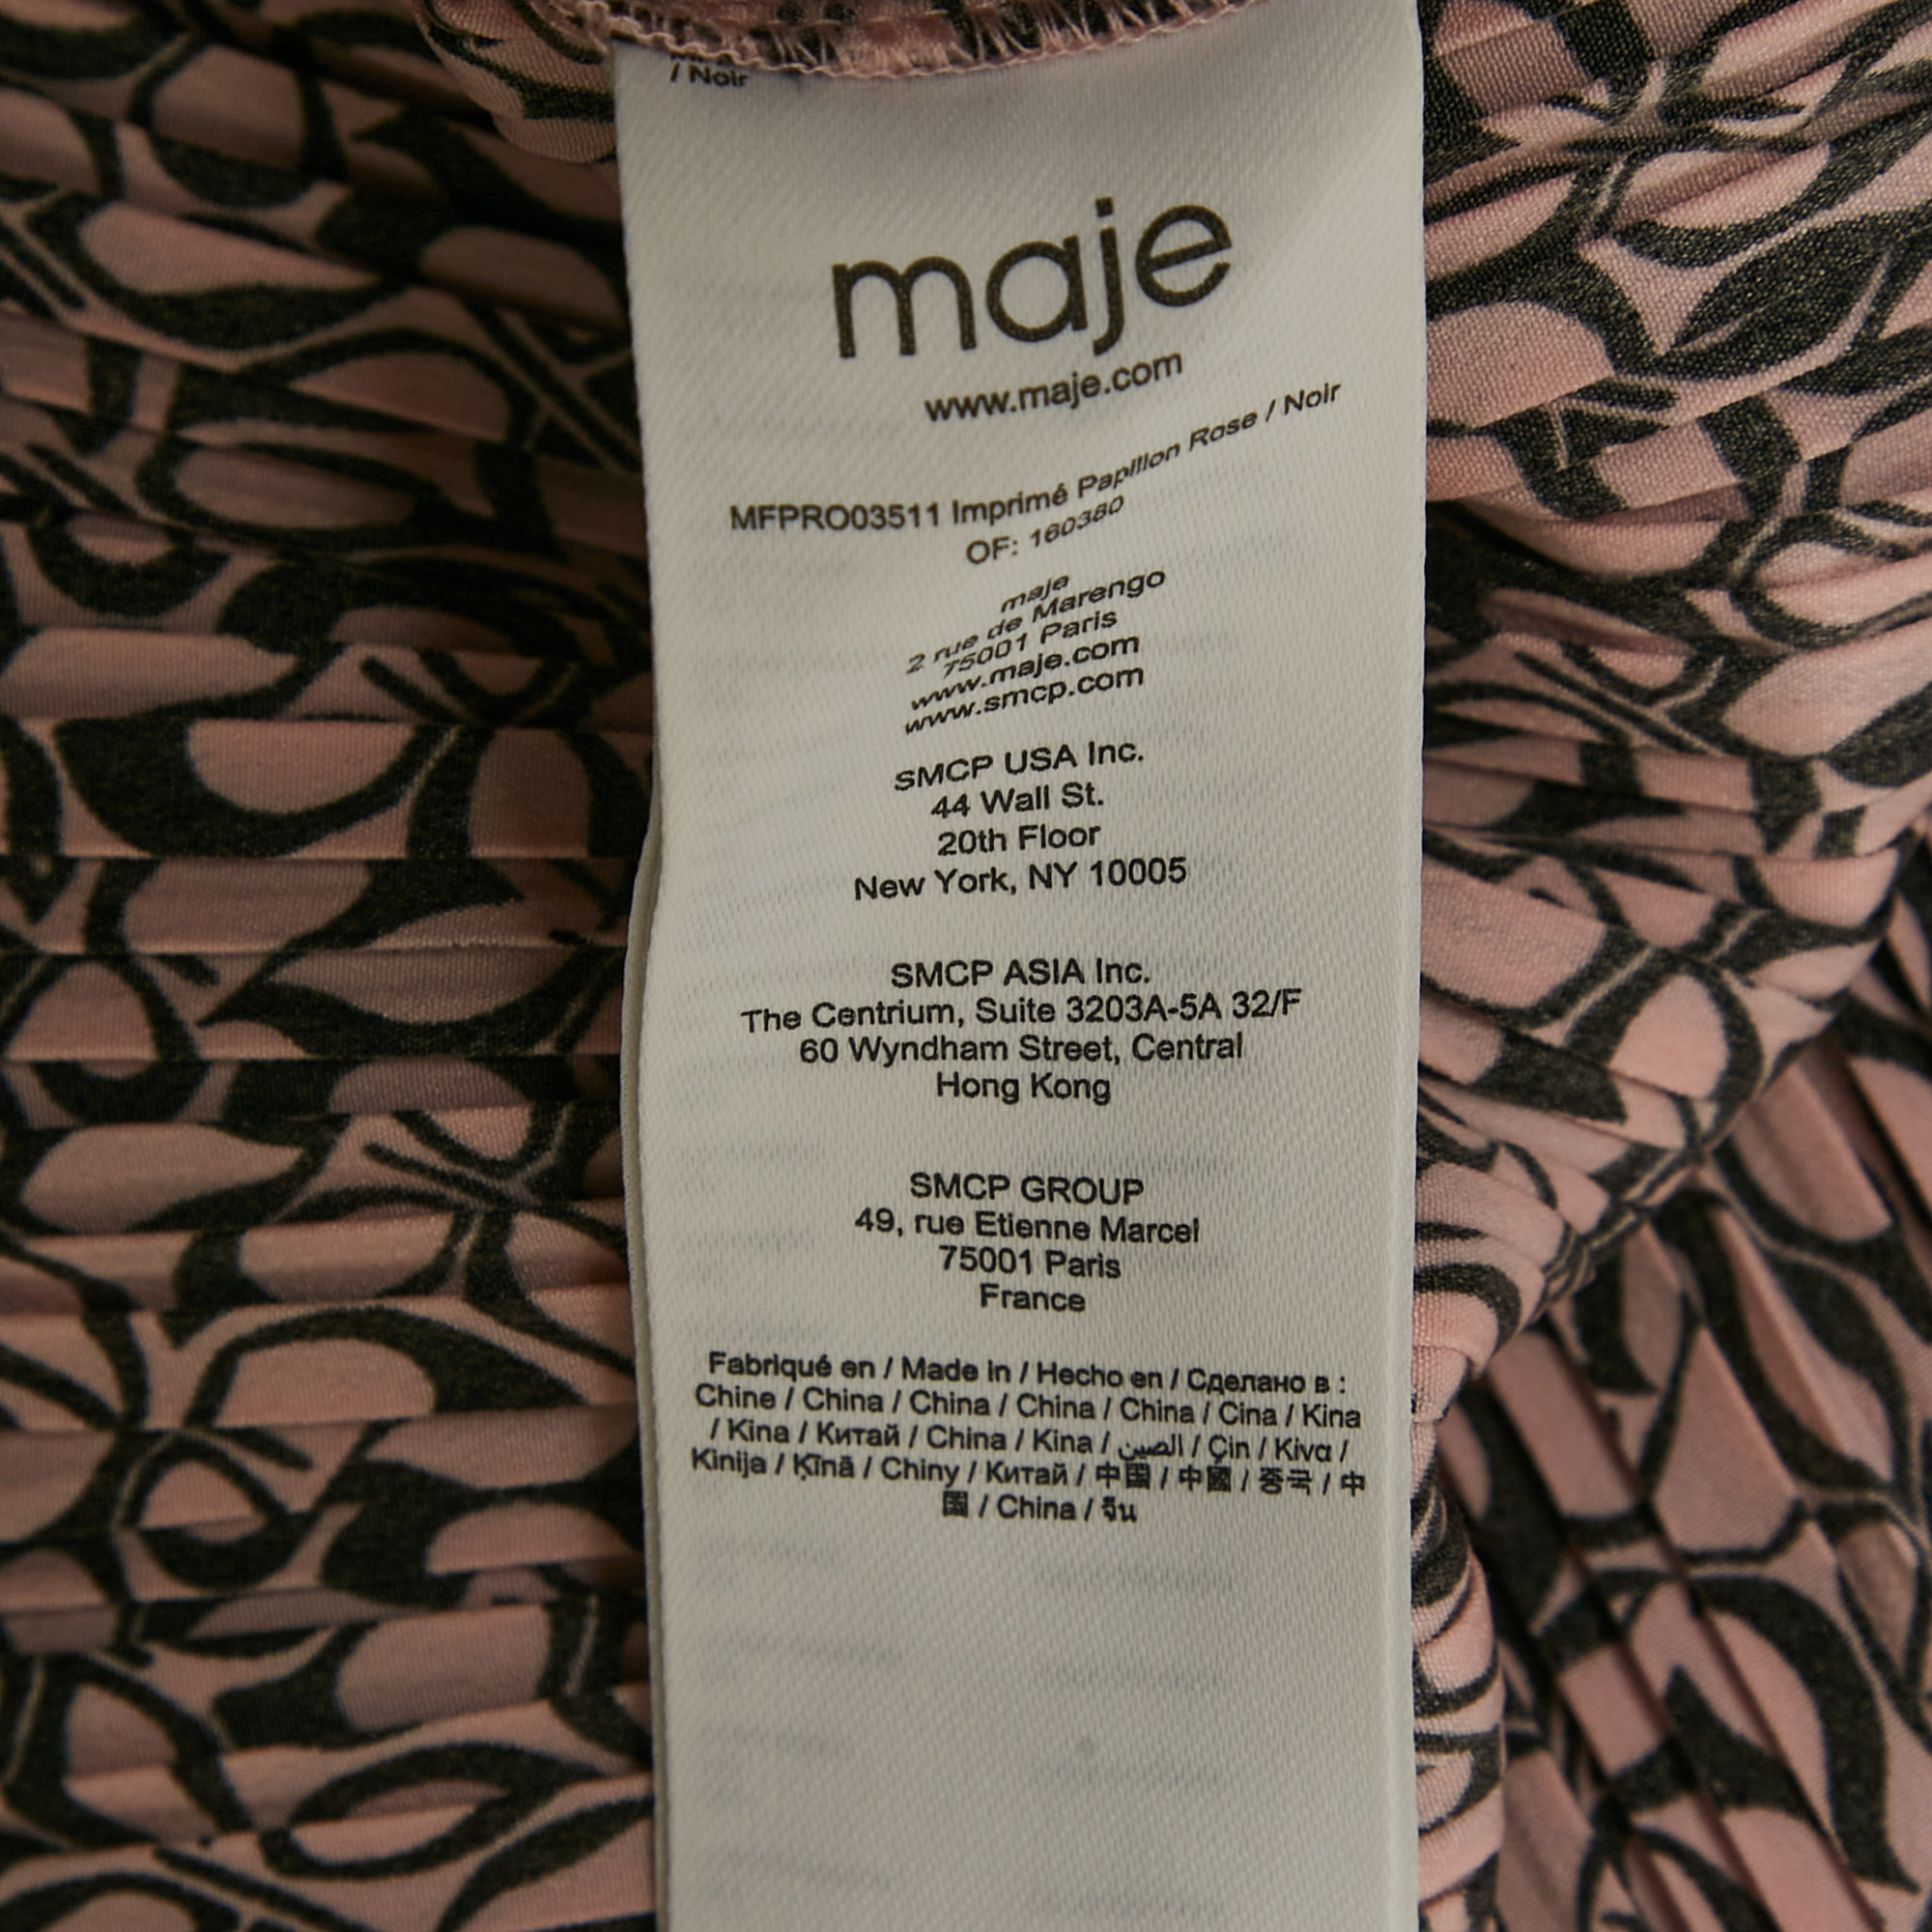 / Noir
maje
www.maje.com
MFPRO03511 Imprimé Papillon Rose / Noir
OF: 160380
maje
2 rue de Marengo
75001 Paris
www.maje.com
www.smcp.com
SMCP USA Inc.
44 Wall St.
20th Floor
New York, NY 10005
SMCP ASIA Inc.
The Centrium, Suite 3203A-5A 32/F
60 Wyndham Street, Central
Hong Kong
SMCP GROUP
49, rue Etienne Marcel
75001 Paris
France
Fabriqué en / Made in / Hecho en / Сделано в :
Chine / China / China / China / China / Cina / Kina
/ Kina / Китай / China / Kina / الصين / Çin / Κίνα /
Kinija / Ķīnā / Chiny / Китай / 中国 / 中國 / 중국 / 中
国 / China / จีน